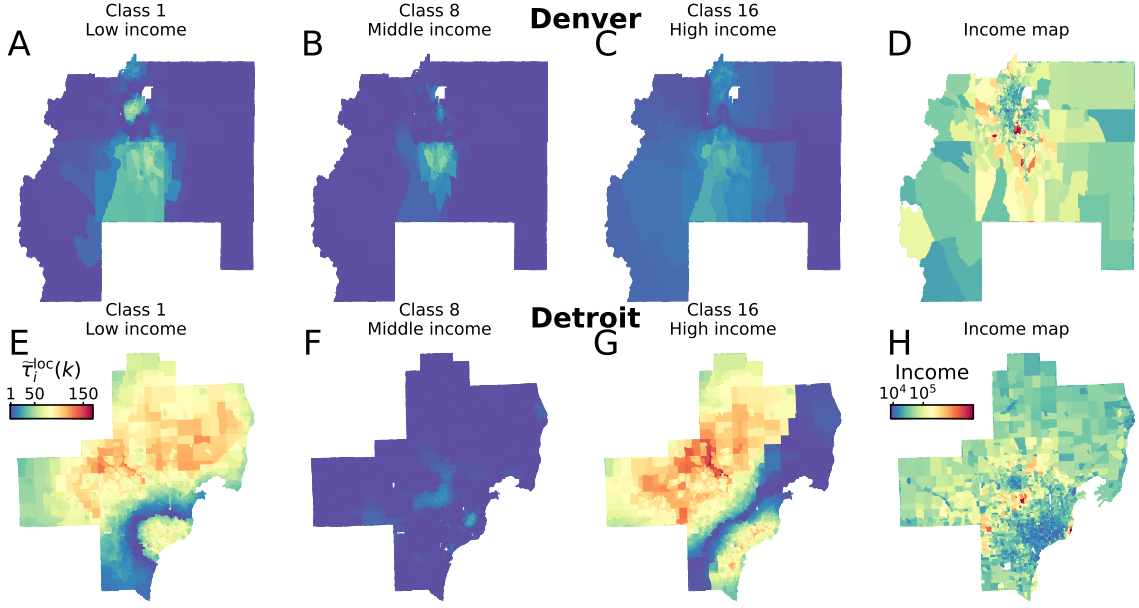 Denver
Class 1
Low income
Class 8
Middle income
Class 16
High income
Income map
A
B
C
D
Detroit
Class 1
Low income
Class 8
Middle income
Class 16
High income
Income map
E
F
G
H
τ̃ᵢˡᵒᶜ(k)
1 50 150
Income
10⁴ 10⁵